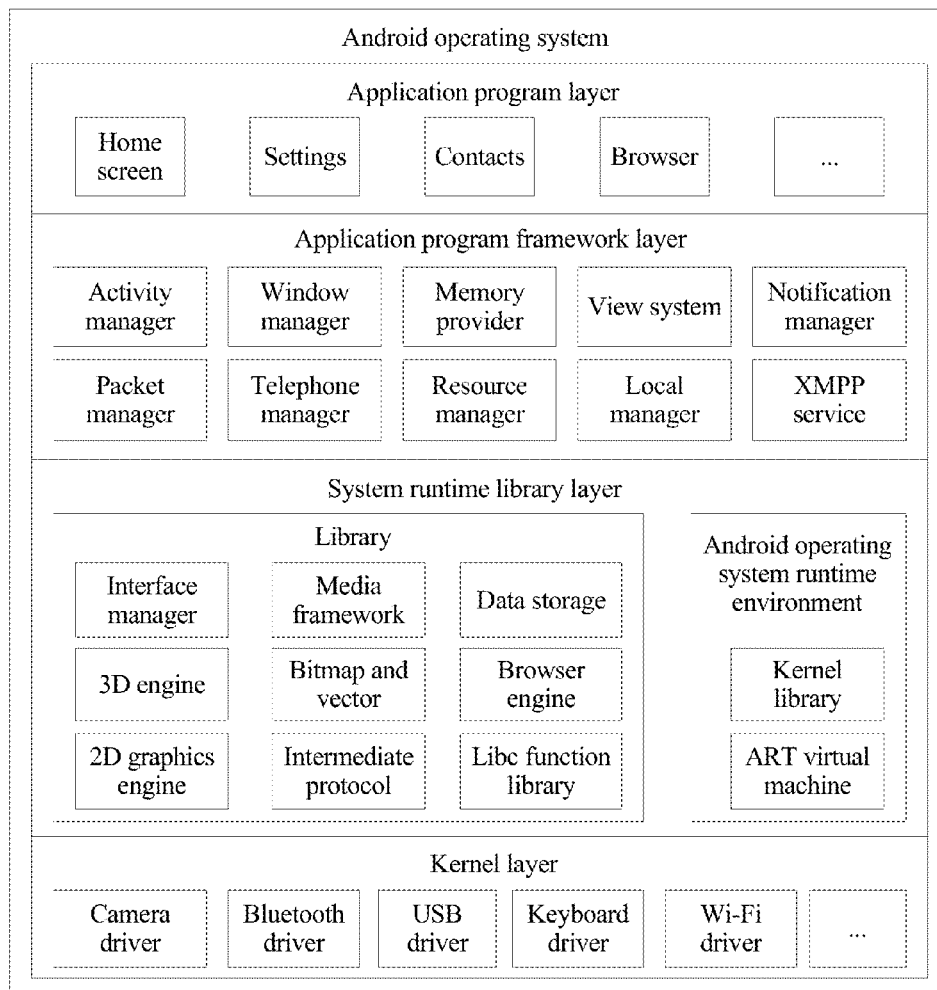 Android operating system
Application program layer
Home
screen
Settings
Contacts
Browser
...
Application program framework layer
Activity
manager
Window
manager
Memory
provider
View system
Notification
manager
Packet
manager
Telephone
manager
Resource
manager
Local
manager
XMPP
service
System runtime library layer
Library
Interface
manager
Media
framework
Data storage
3D engine
Bitmap and
vector
Browser
engine
2D graphics
engine
Intermediate
protocol
Libc function
library
Android operating
system runtime
environment
Kernel
library
ART virtual
machine
Kernel layer
Camera
driver
Bluetooth
driver
USB
driver
Keyboard
driver
Wi-Fi
driver
...